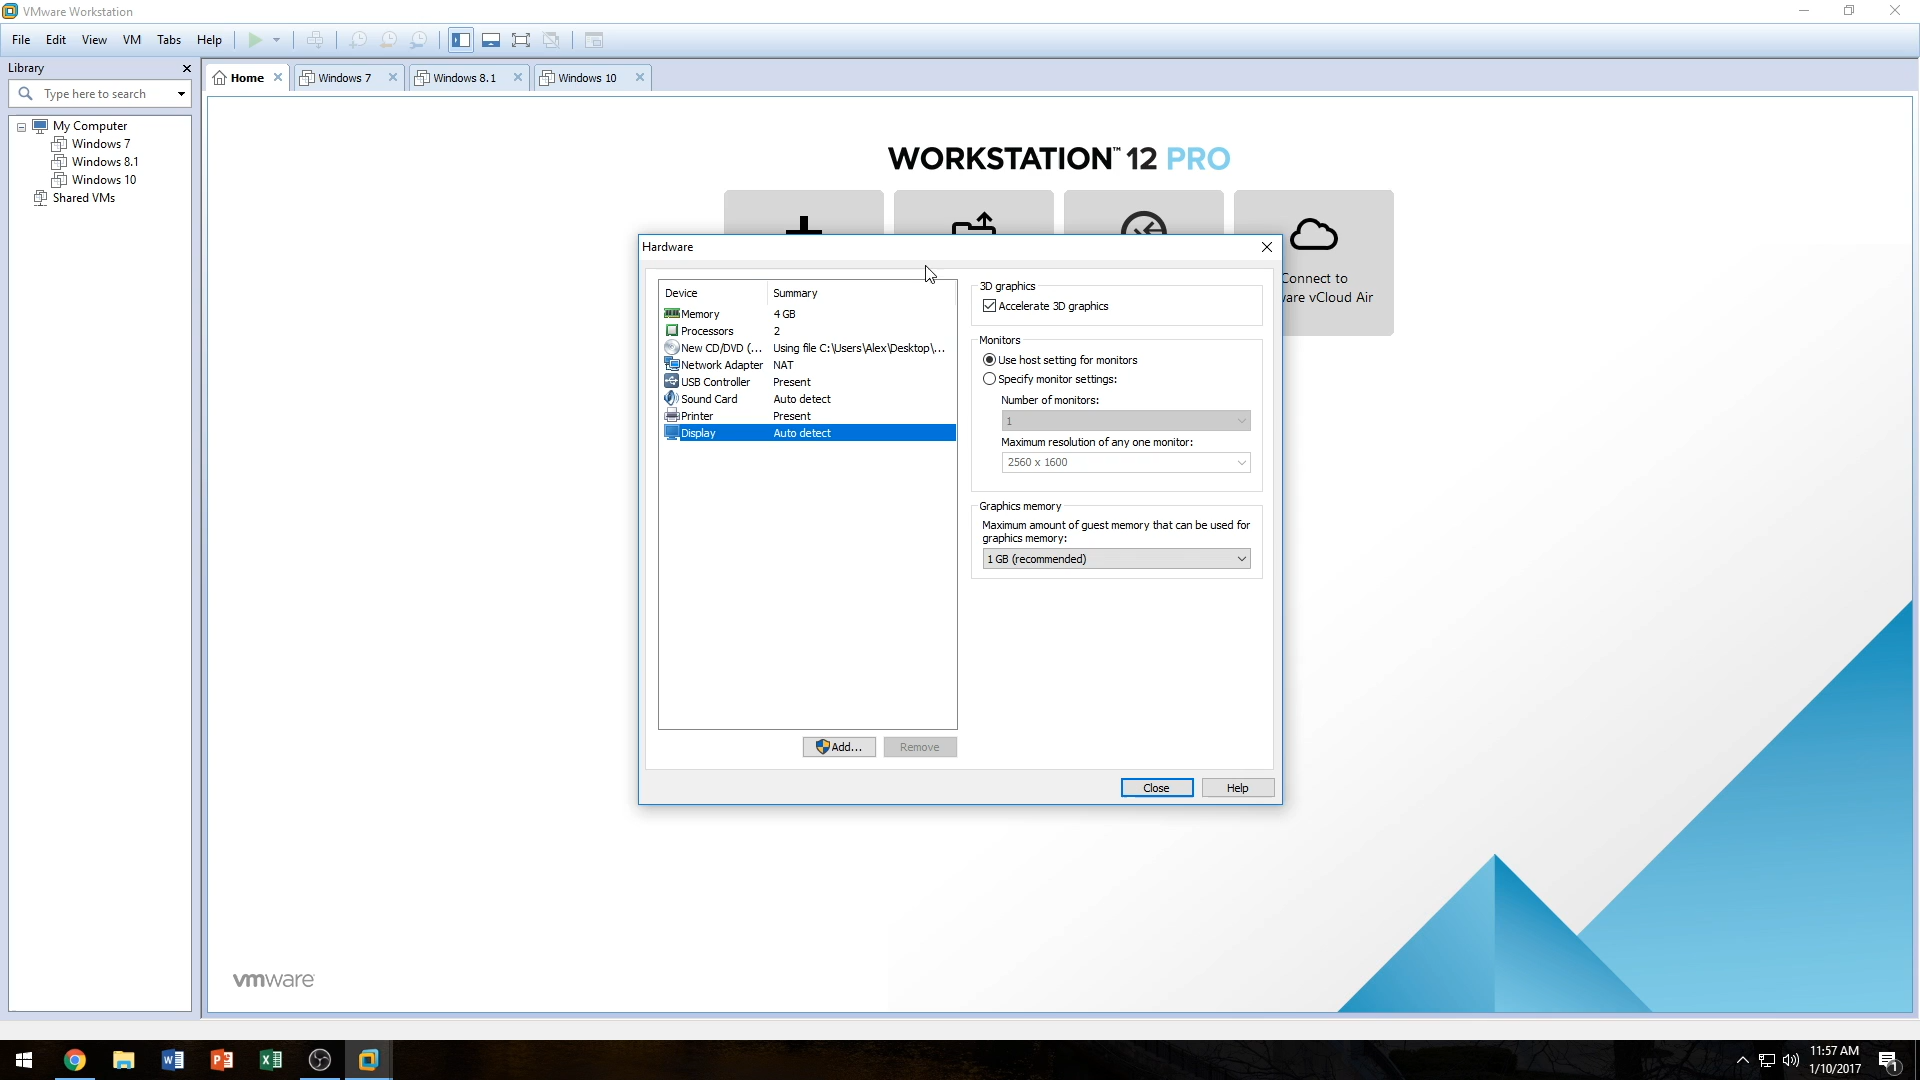 VMware Workstation
File Edit View VM Tabs Help
Library
Type here to search
Home
Windows 7
Windows 8.1
Windows 10
My Computer
Windows 7
Windows 8.1
Windows 10
Shared VMs
WORKSTATION™ 12 PRO
Connect to
ware vCloud Air
Hardware
Device Summary
Memory 4 GB
Processors 2
New CD/DVD (... Using file C:\Users\Alex\Desktop\...
Network Adapter NAT
USB Controller Present
Sound Card Auto detect
Printer Present
Display Auto detect
Add... Remove
3D graphics
Accelerate 3D graphics
Monitors
Use host setting for monitors
Specify monitor settings:
Number of monitors:
1
Maximum resolution of any one monitor:
2560 x 1600
Graphics memory
Maximum amount of guest memory that can be used for
graphics memory:
1 GB (recommended)
Close Help
vmware
11:57 AM
1/10/2017
1